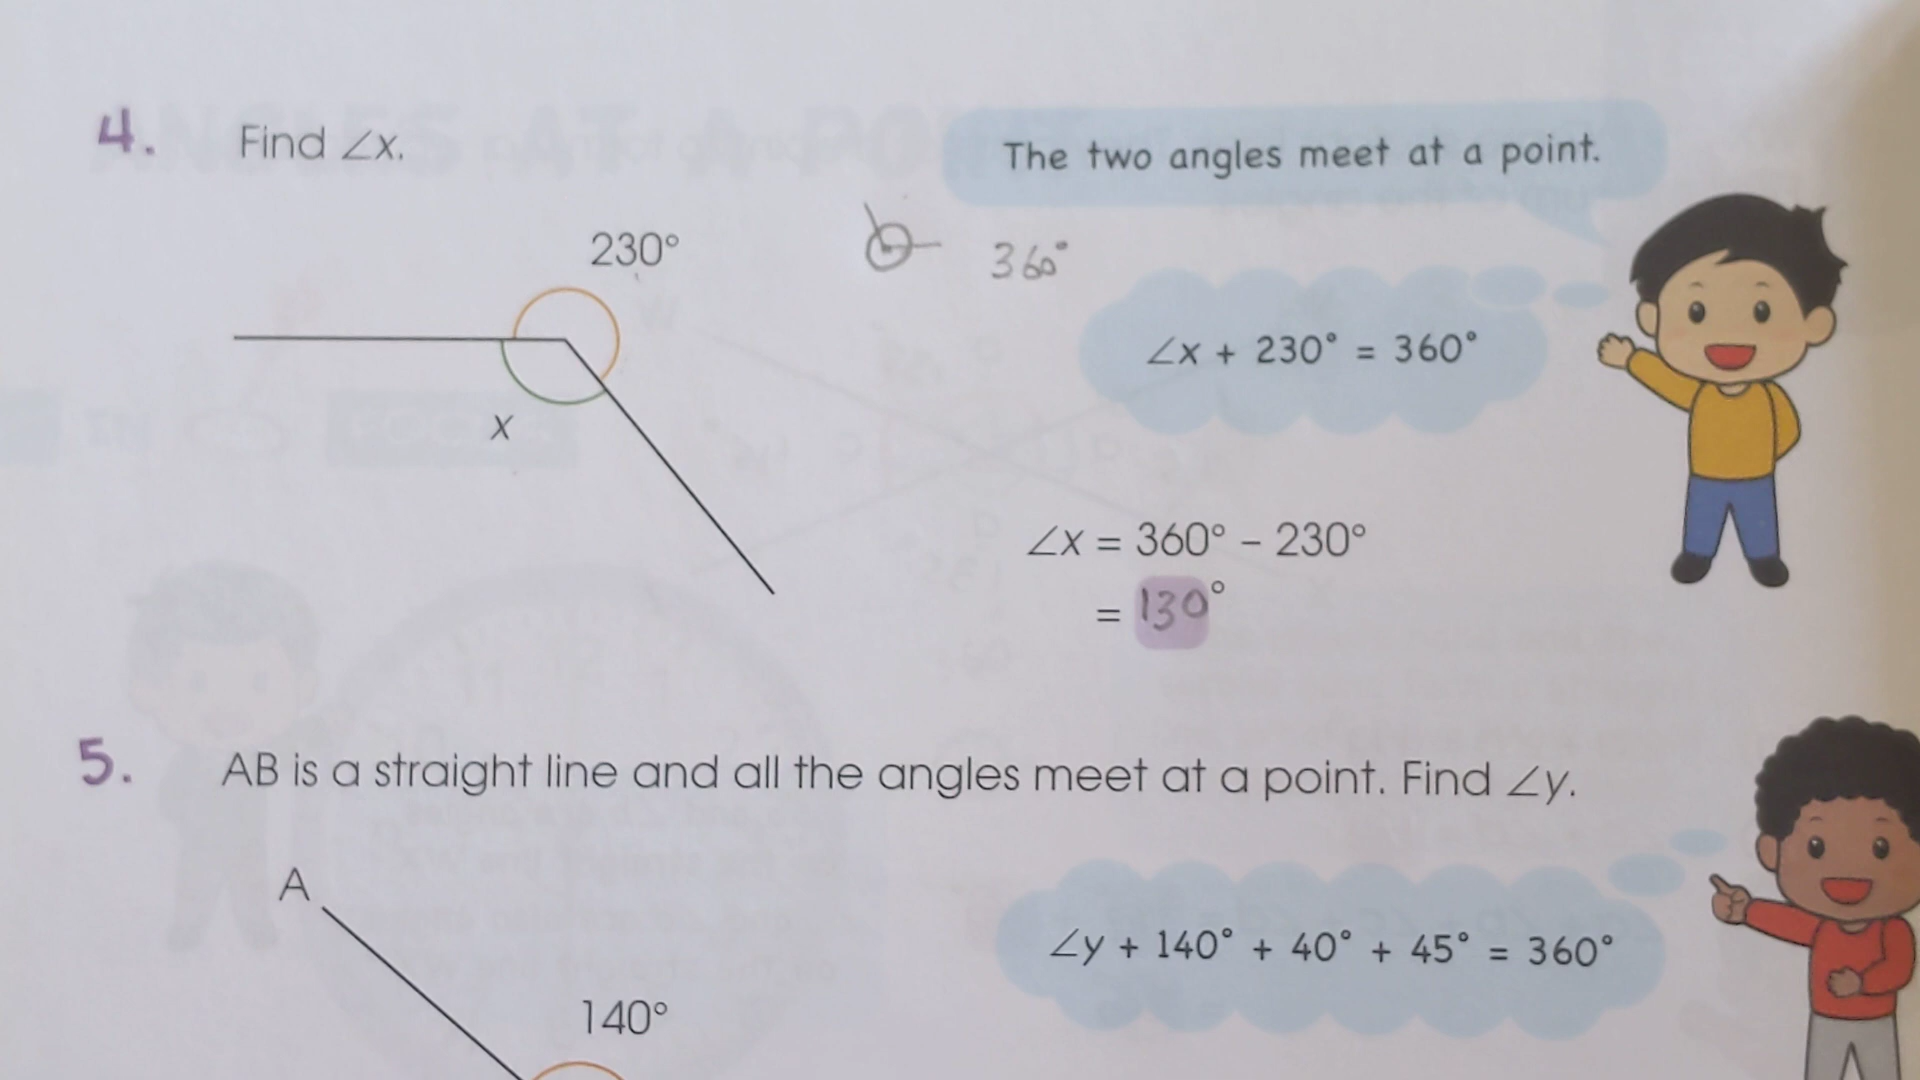 4. Find ∠x.
The two angles meet at a point.
230°
360°
∠x + 230° = 360°
x
∠x = 360° – 230°
= 130°
5. AB is a straight line and all the angles meet at a point. Find ∠y.
A
∠y + 140° + 40° + 45° = 360°
140°